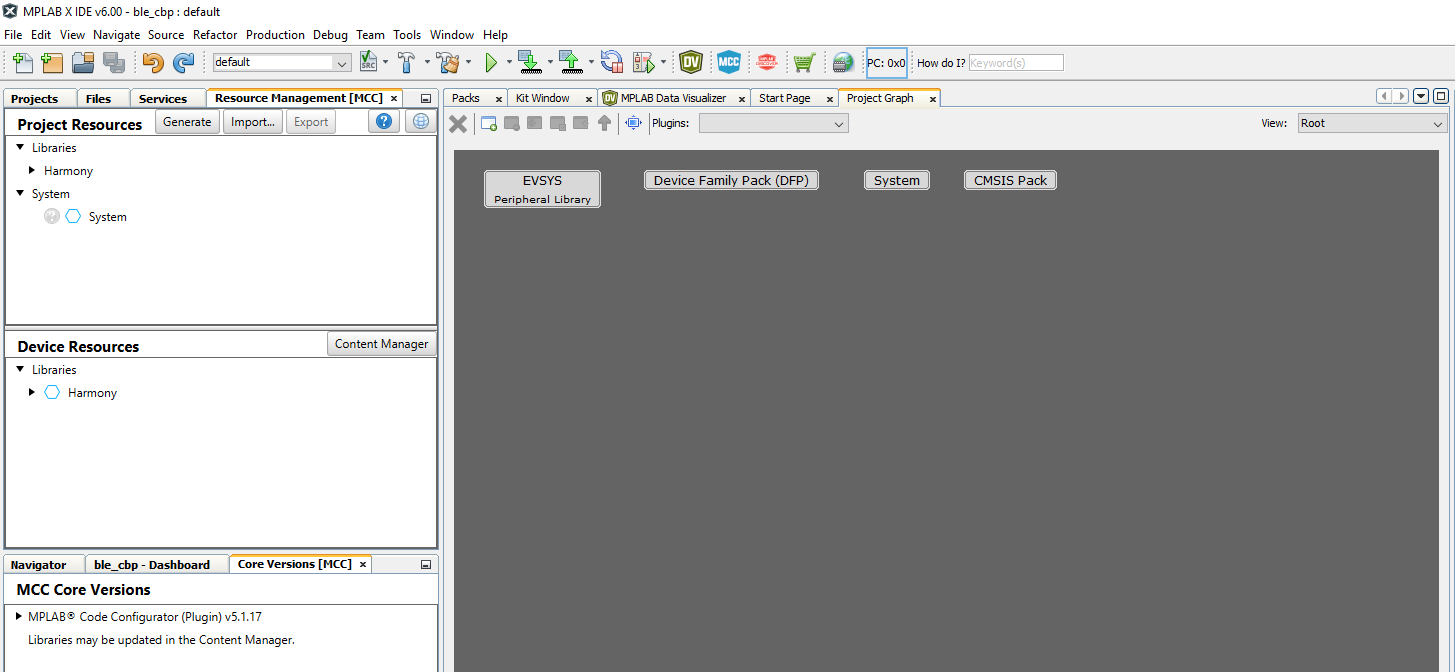 MPLAB X IDE v6.00 - ble_cbp : default
File Edit View Navigate Source Refactor Production Debug Team Tools Window Help
default
SRC
DV
MCC
PC: 0x0
How do I? Keyword(s)
Projects Files Services Resource Management [MCC]
Project Resources Generate Import... Export
Libraries
Harmony
System
System
Device Resources Content Manager
Libraries
Harmony
Navigator ble_cbp - Dashboard Core Versions [MCC]
MCC Core Versions
MPLAB® Code Configurator (Plugin) v5.1.17
Libraries may be updated in the Content Manager.
Packs Kit Window DV MPLAB Data Visualizer Start Page Project Graph
Plugins: View: Root
EVSYS
Peripheral Library
Device Family Pack (DFP)
System
CMSIS Pack